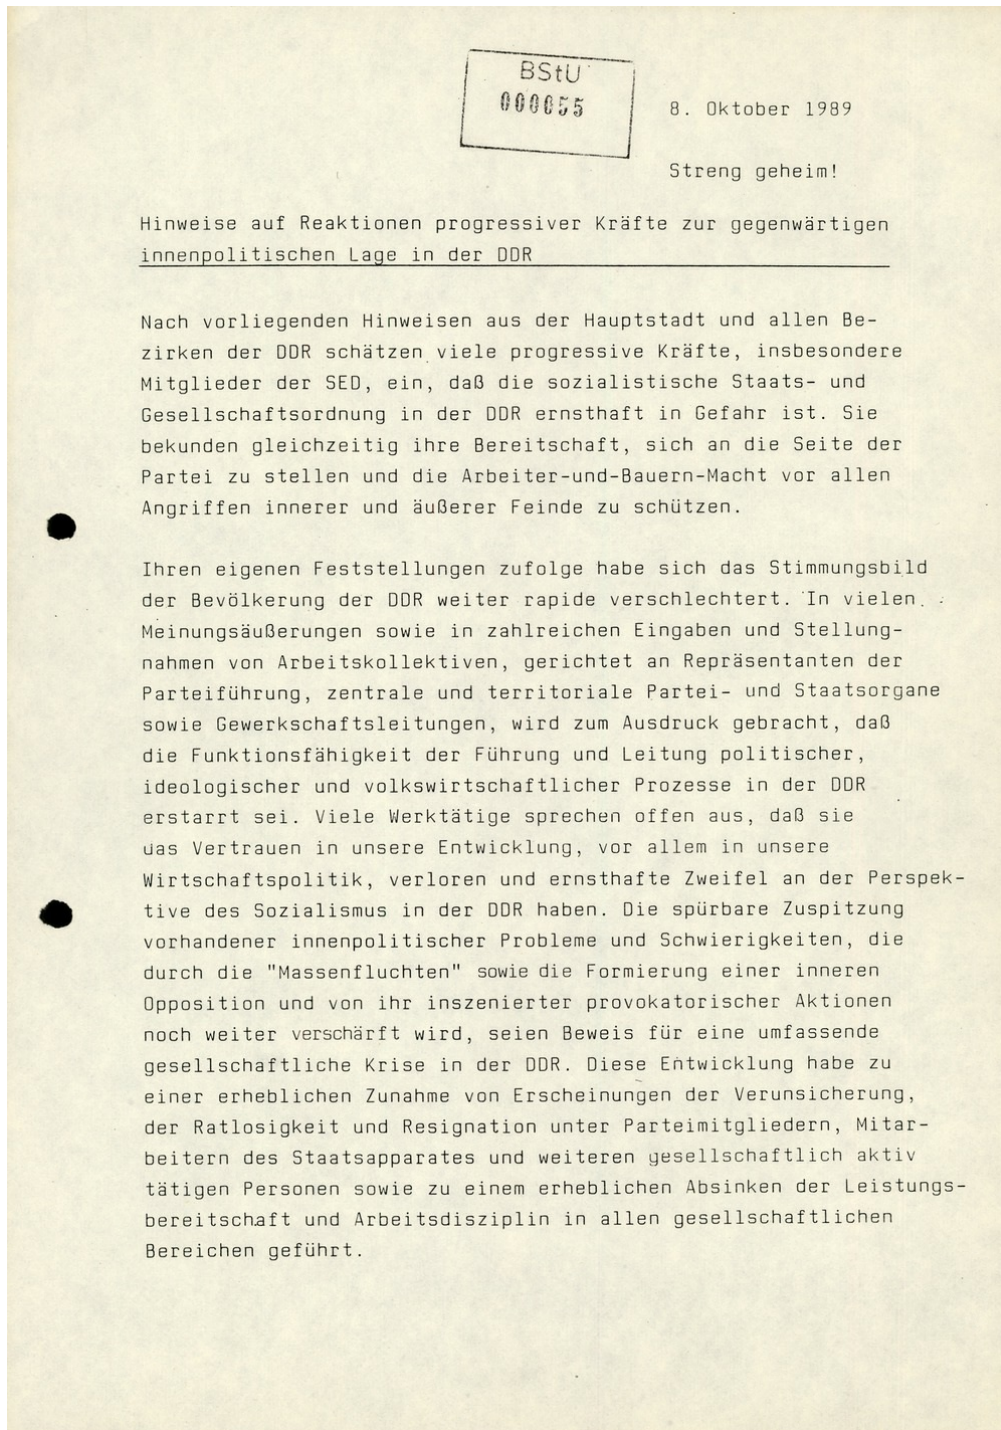 BStU
000055
8. Oktober 1989
Streng geheim!
Hinweise auf Reaktionen progressiver Kräfte zur gegenwärtigen
innenpolitischen Lage in der DDR
Nach vorliegenden Hinweisen aus der Hauptstadt und allen Be-
zirken der DDR schätzen viele progressive Kräfte, insbesondere
Mitglieder der SED, ein, daß die sozialistische Staats- und
Gesellschaftsordnung in der DDR ernsthaft in Gefahr ist. Sie
bekunden gleichzeitig ihre Bereitschaft, sich an die Seite der
Partei zu stellen und die Arbeiter-und-Bauern-Macht vor allen
Angriffen innerer und äußerer Feinde zu schützen.
Ihren eigenen Feststellungen zufolge habe sich das Stimmungsbild
der Bevölkerung der DDR weiter rapide verschlechtert. In vielen
Meinungsäußerungen sowie in zahlreichen Eingaben und Stellung-
nahmen von Arbeitskollektiven, gerichtet an Repräsentanten der
Parteiführung, zentrale und territoriale Partei- und Staatsorgane
sowie Gewerkschaftsleitungen, wird zum Ausdruck gebracht, daß
die Funktionsfähigkeit der Führung und Leitung politischer,
ideologischer und volkswirtschaftlicher Prozesse in der DDR
erstarrt sei. Viele Werktätige sprechen offen aus, daß sie
das Vertrauen in unsere Entwicklung, vor allem in unsere
Wirtschaftspolitik, verloren und ernsthafte Zweifel an der Perspek-
tive des Sozialismus in der DDR haben. Die spürbare Zuspitzung
vorhandener innenpolitischer Probleme und Schwierigkeiten, die
durch die "Massenfluchten" sowie die Formierung einer inneren
Opposition und von ihr inszenierter provokatorischer Aktionen
noch weiter verschärft wird, seien Beweis für eine umfassende
gesellschaftliche Krise in der DDR. Diese Entwicklung habe zu
einer erheblichen Zunahme von Erscheinungen der Verunsicherung,
der Ratlosigkeit und Resignation unter Parteimitgliedern, Mitar-
beitern des Staatsapparates und weiteren gesellschaftlich aktiv
tätigen Personen sowie zu einem erheblichen Absinken der Leistungs-
bereitschaft und Arbeitsdisziplin in allen gesellschaftlichen
Bereichen geführt.